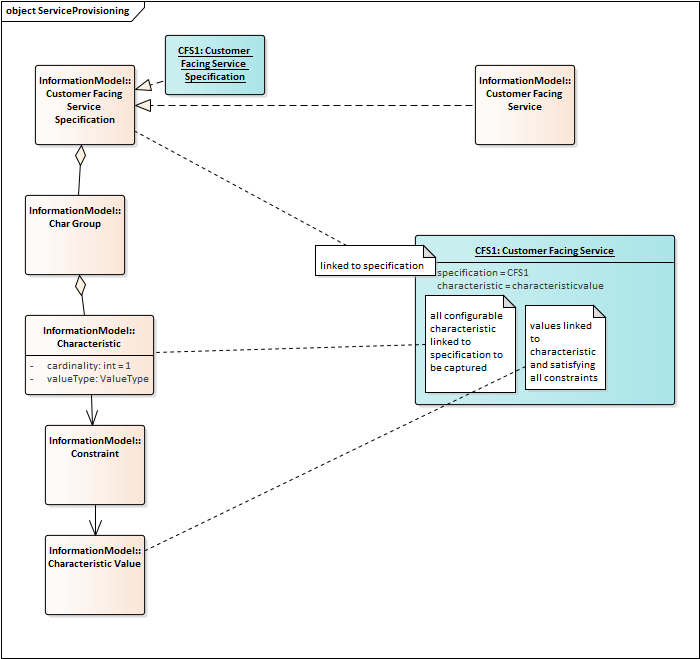 object ServiceProvisioning
CFS1: Customer
Facing Service
Specification
InformationModel::
Customer Facing
Service
Specification
InformationModel::
Customer Facing
Service
InformationModel::
Char Group
linked to specification
CFS1: Customer Facing Service
specification = CFS1
characteristic = characteristicvalue
all configurable
characteristic
linked to
specification to
be captured
values linked
to
characteristic
and satisfying
all constraints
InformationModel::
Characteristic
- cardinality: int = 1
- valueType: ValueType
InformationModel::
Constraint
InformationModel::
Characteristic Value